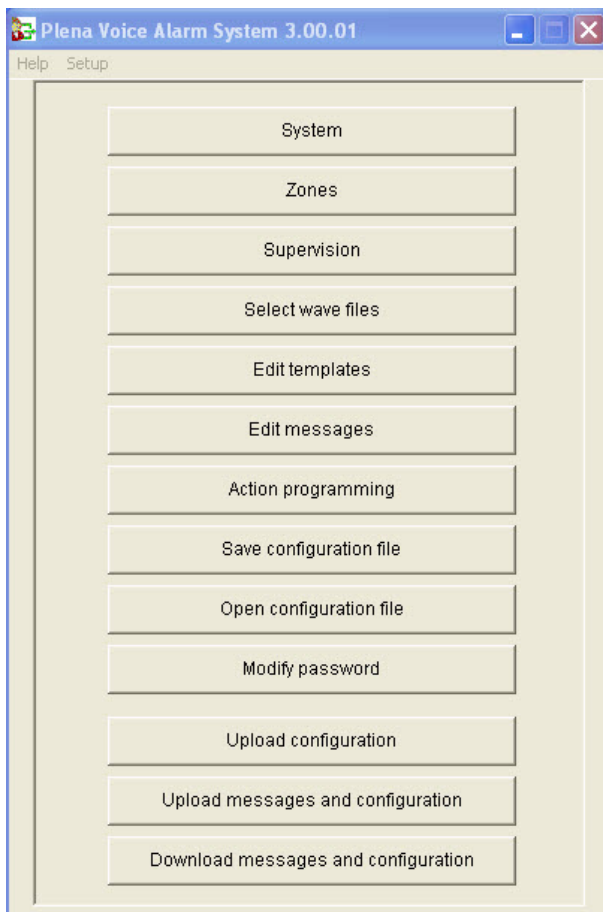 Plena Voice Alarm System 3.00.01
Help Setup
System
Zones
Supervision
Select wave files
Edit templates
Edit messages
Action programming
Save configuration file
Open configuration file
Modify password
Upload configuration
Upload messages and configuration
Download messages and configuration